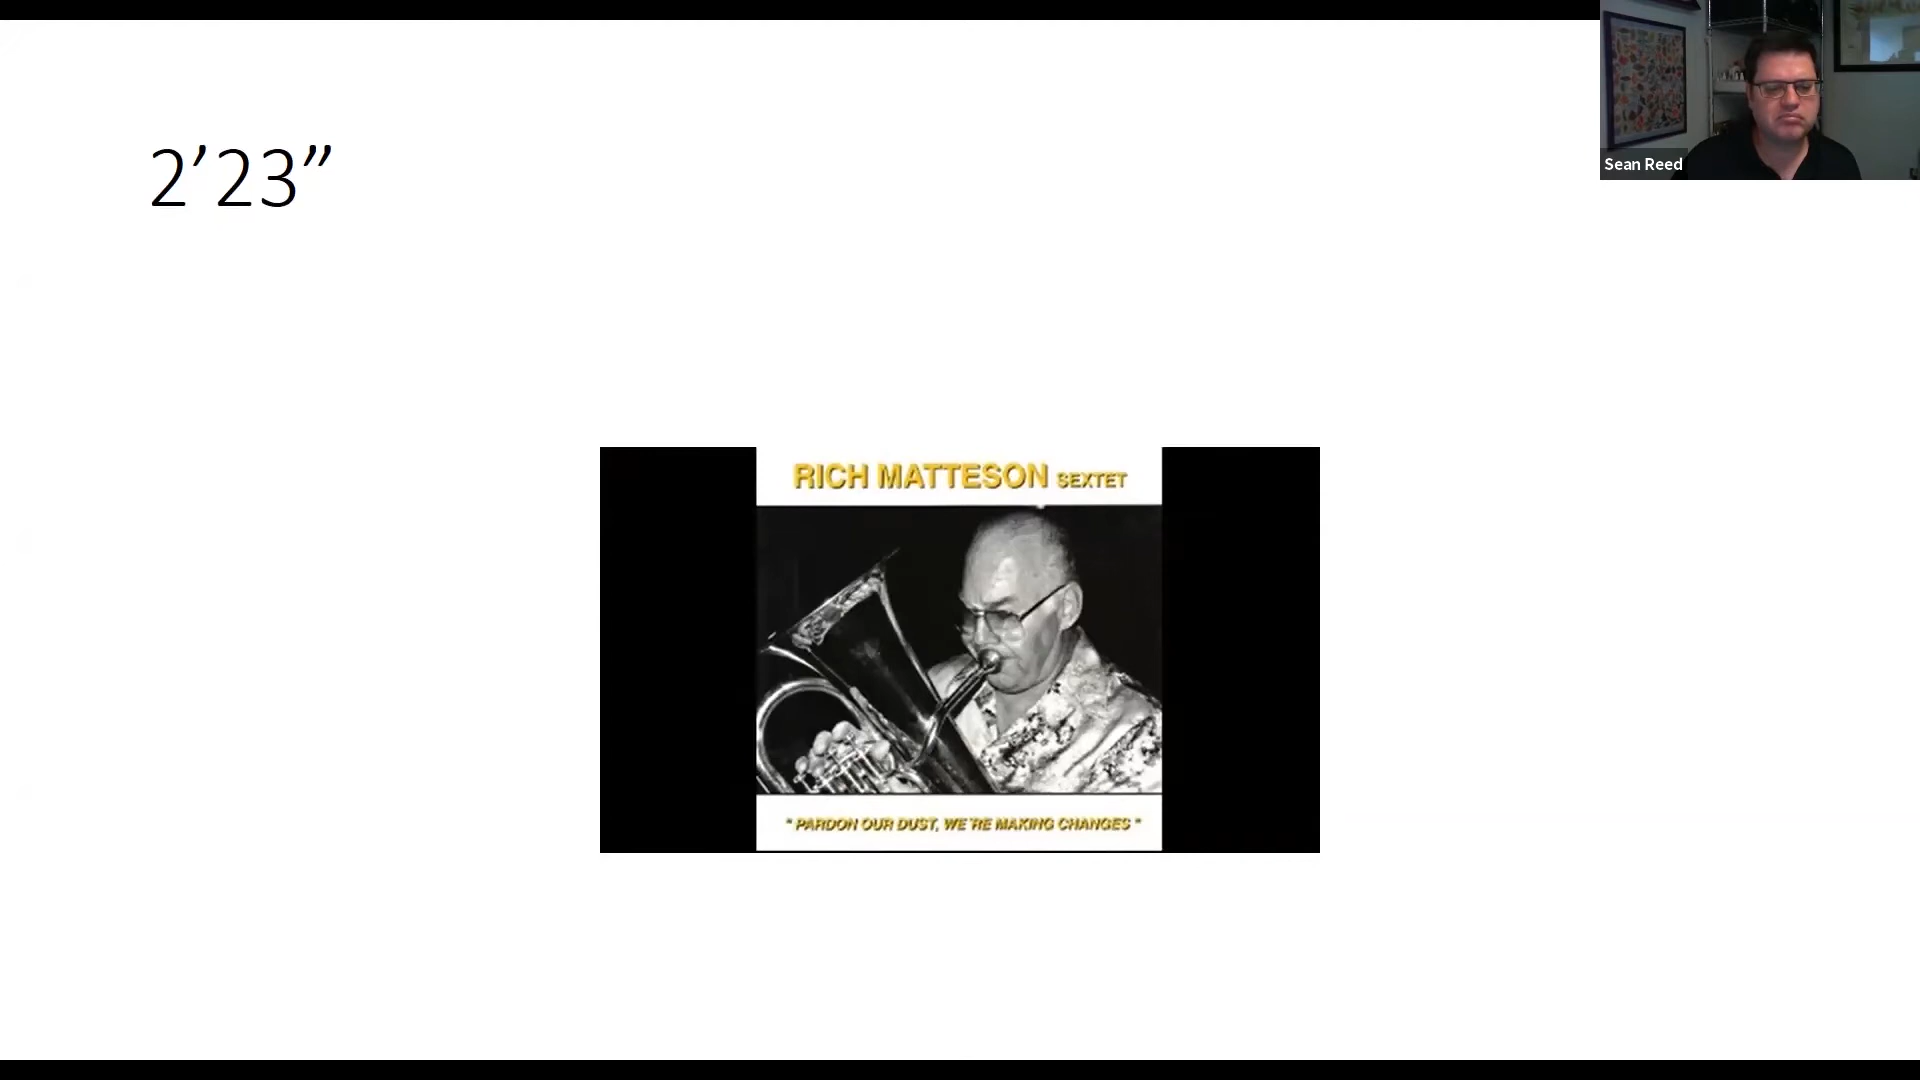 2’23”
Sean Reed
RICH MATTESON SEXTET
" PARDON OUR DUST, WE'RE MAKING CHANGES "